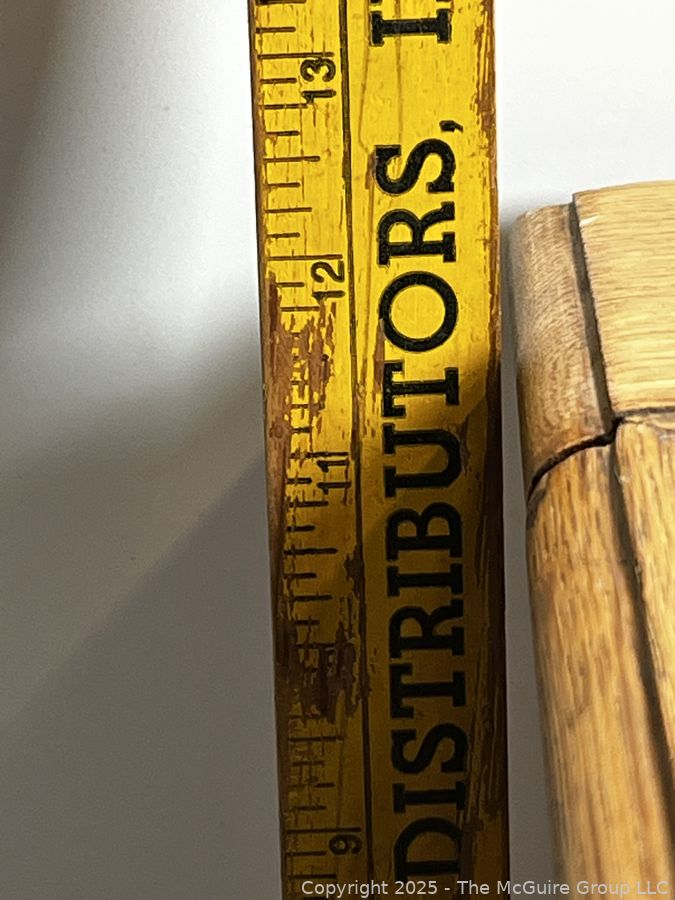 DISTRIBUTORS,
13
12
11
9
Copyright 2025 - The McGuire Group LLC